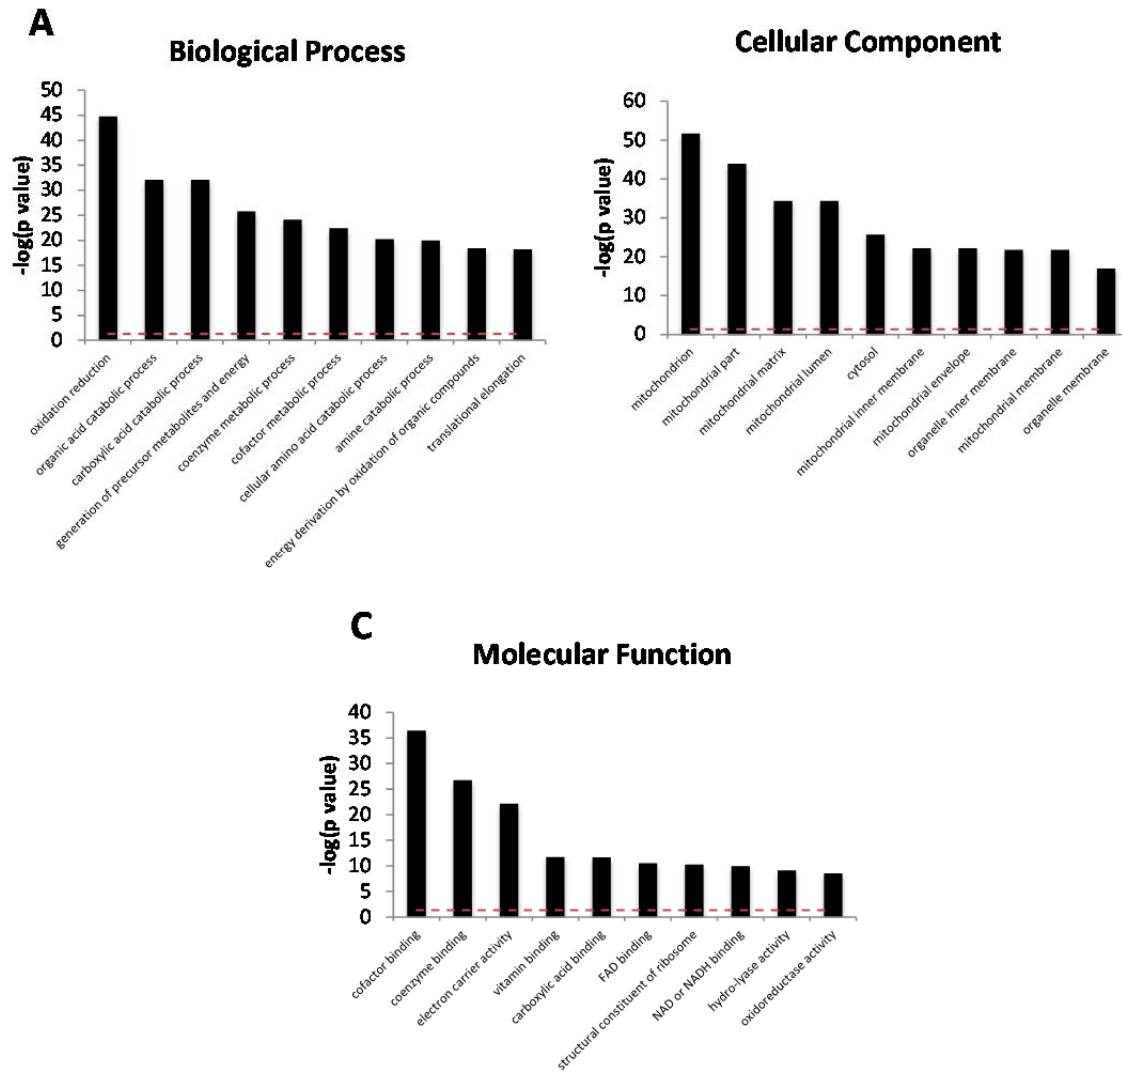 A
Biological Process
-log(p value)
50
45
40
35
30
25
20
15
10
5
0
oxidation reduction
organic acid catabolic process
carboxylic acid catabolic process
generation of precursor metabolites and energy
coenzyme metabolic process
cofactor metabolic process
cellular amino acid catabolic process
amine catabolic process
energy derivation by oxidation of organic compounds
translational elongation
Cellular Component
-log(p value)
60
50
40
30
20
10
0
mitochondrion
mitochondrial part
mitochondrial matrix
mitochondrial lumen
cytosol
mitochondrial inner membrane
mitochondrial envelope
organelle inner membrane
mitochondrial membrane
organelle membrane
C
Molecular Function
-log(p value)
40
35
30
25
20
15
10
5
0
cofactor binding
coenzyme binding
electron carrier activity
vitamin binding
carboxylic acid binding
FAD binding
structural constituent of ribosome
NAD or NADH binding
hydro-lyase activity
oxidoreductase activity